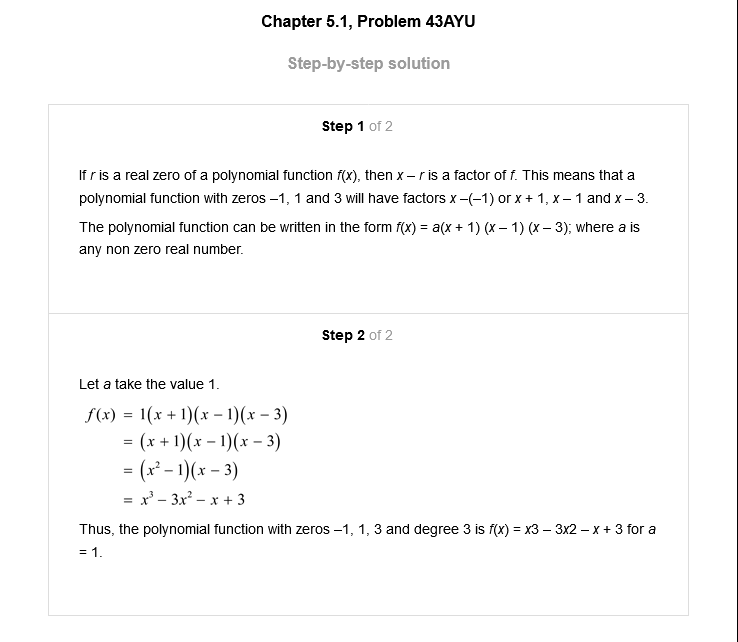 Chapter 5.1, Problem 43AYU
Step-by-step solution
Step 1 of 2
If r is a real zero of a polynomial function f(x), then x – r is a factor of f. This means that a
polynomial function with zeros –1, 1 and 3 will have factors x –(–1) or x + 1, x – 1 and x – 3.
The polynomial function can be written in the form f(x) = a(x + 1) (x – 1) (x – 3); where a is
any non zero real number.
Step 2 of 2
Let a take the value 1.
f(x) = 1(x + 1)(x – 1)(x – 3)
= (x + 1)(x – 1)(x – 3)
= (x² – 1)(x – 3)
= x³ – 3x² – x + 3
Thus, the polynomial function with zeros –1, 1, 3 and degree 3 is f(x) = x3 – 3x2 – x + 3 for a
= 1.